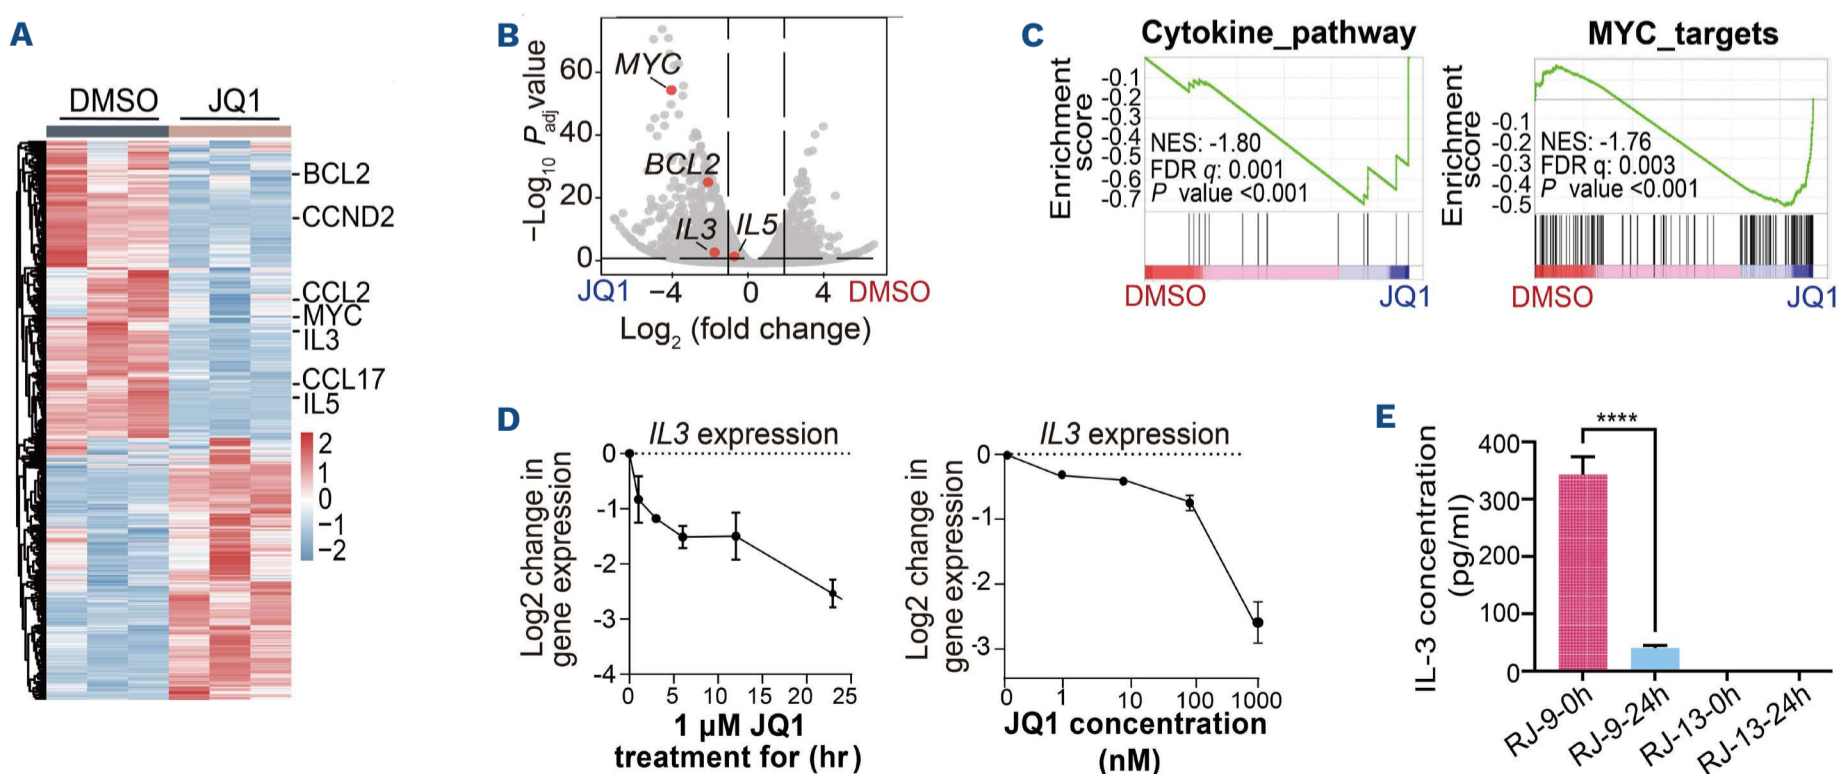 A
DMSO
JQ1
BCL2
CCND2
CCL2
MYC
IL3
CCL17
IL5
2
1
0
−1
−2
B
−Log10 Padj value
60
40
20
0
MYC
BCL2
IL3
IL5
JQ1
−4
0
4
DMSO
Log2 (fold change)
C
Cytokine_pathway
Enrichment
score
-0.1
-0.2
-0.3
-0.4
-0.5
-0.6
-0.7
NES: -1.80
FDR q: 0.001
P value <0.001
DMSO
JQ1
MYC_targets
Enrichment
score
-0.1
-0.2
-0.3
-0.4
-0.5
NES: -1.76
FDR q: 0.003
P value <0.001
DMSO
JQ1
D
IL3 expression
Log2 change in
gene expression
0
-1
-2
-3
-4
0
5
10
15
20
25
1 µM JQ1
treatment for (hr)
IL3 expression
Log2 change in
gene expression
0
-1
-2
-3
0
1
10
100
1000
JQ1 concentration
(nM)
E
IL-3 concentration
(pg/ml)
400
300
200
100
0
****
RJ-9-0h
RJ-9-24h
RJ-13-0h
RJ-13-24h